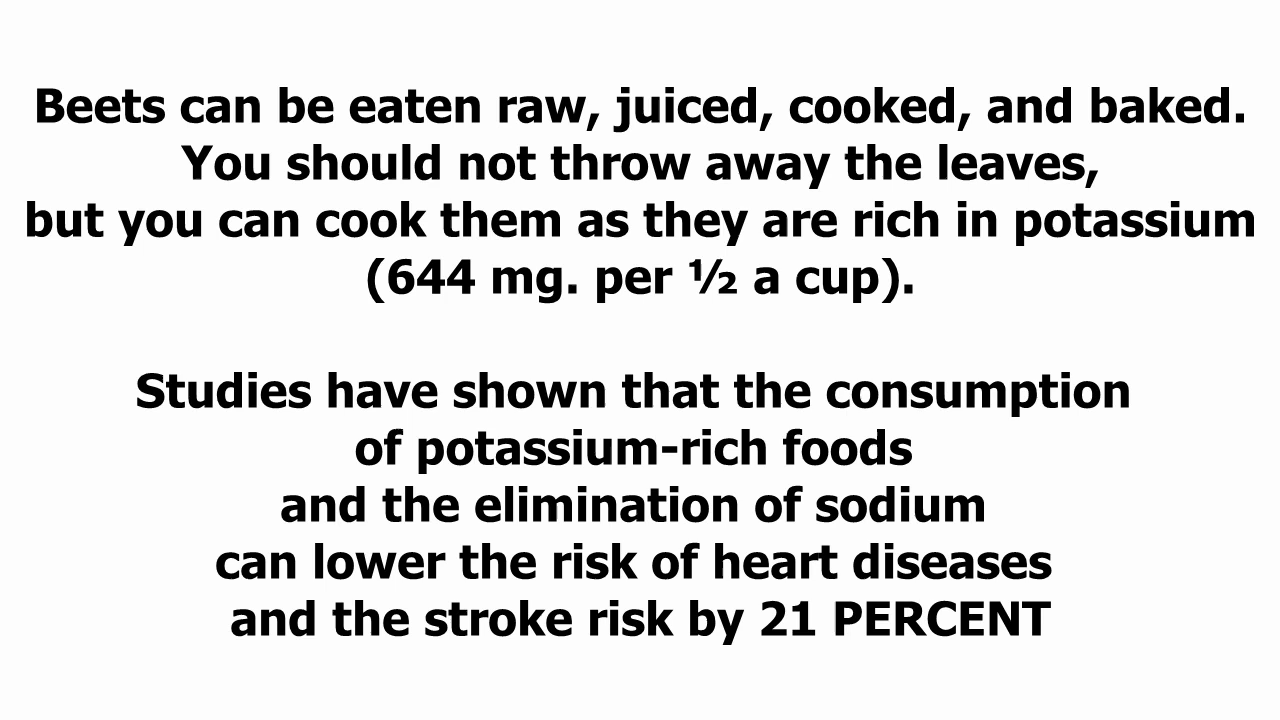 Beets can be eaten raw, juiced, cooked, and baked.
You should not throw away the leaves,
but you can cook them as they are rich in potassium
(644 mg. per ½ a cup).
Studies have shown that the consumption
of potassium-rich foods
and the elimination of sodium
can lower the risk of heart diseases
and the stroke risk by 21 PERCENT